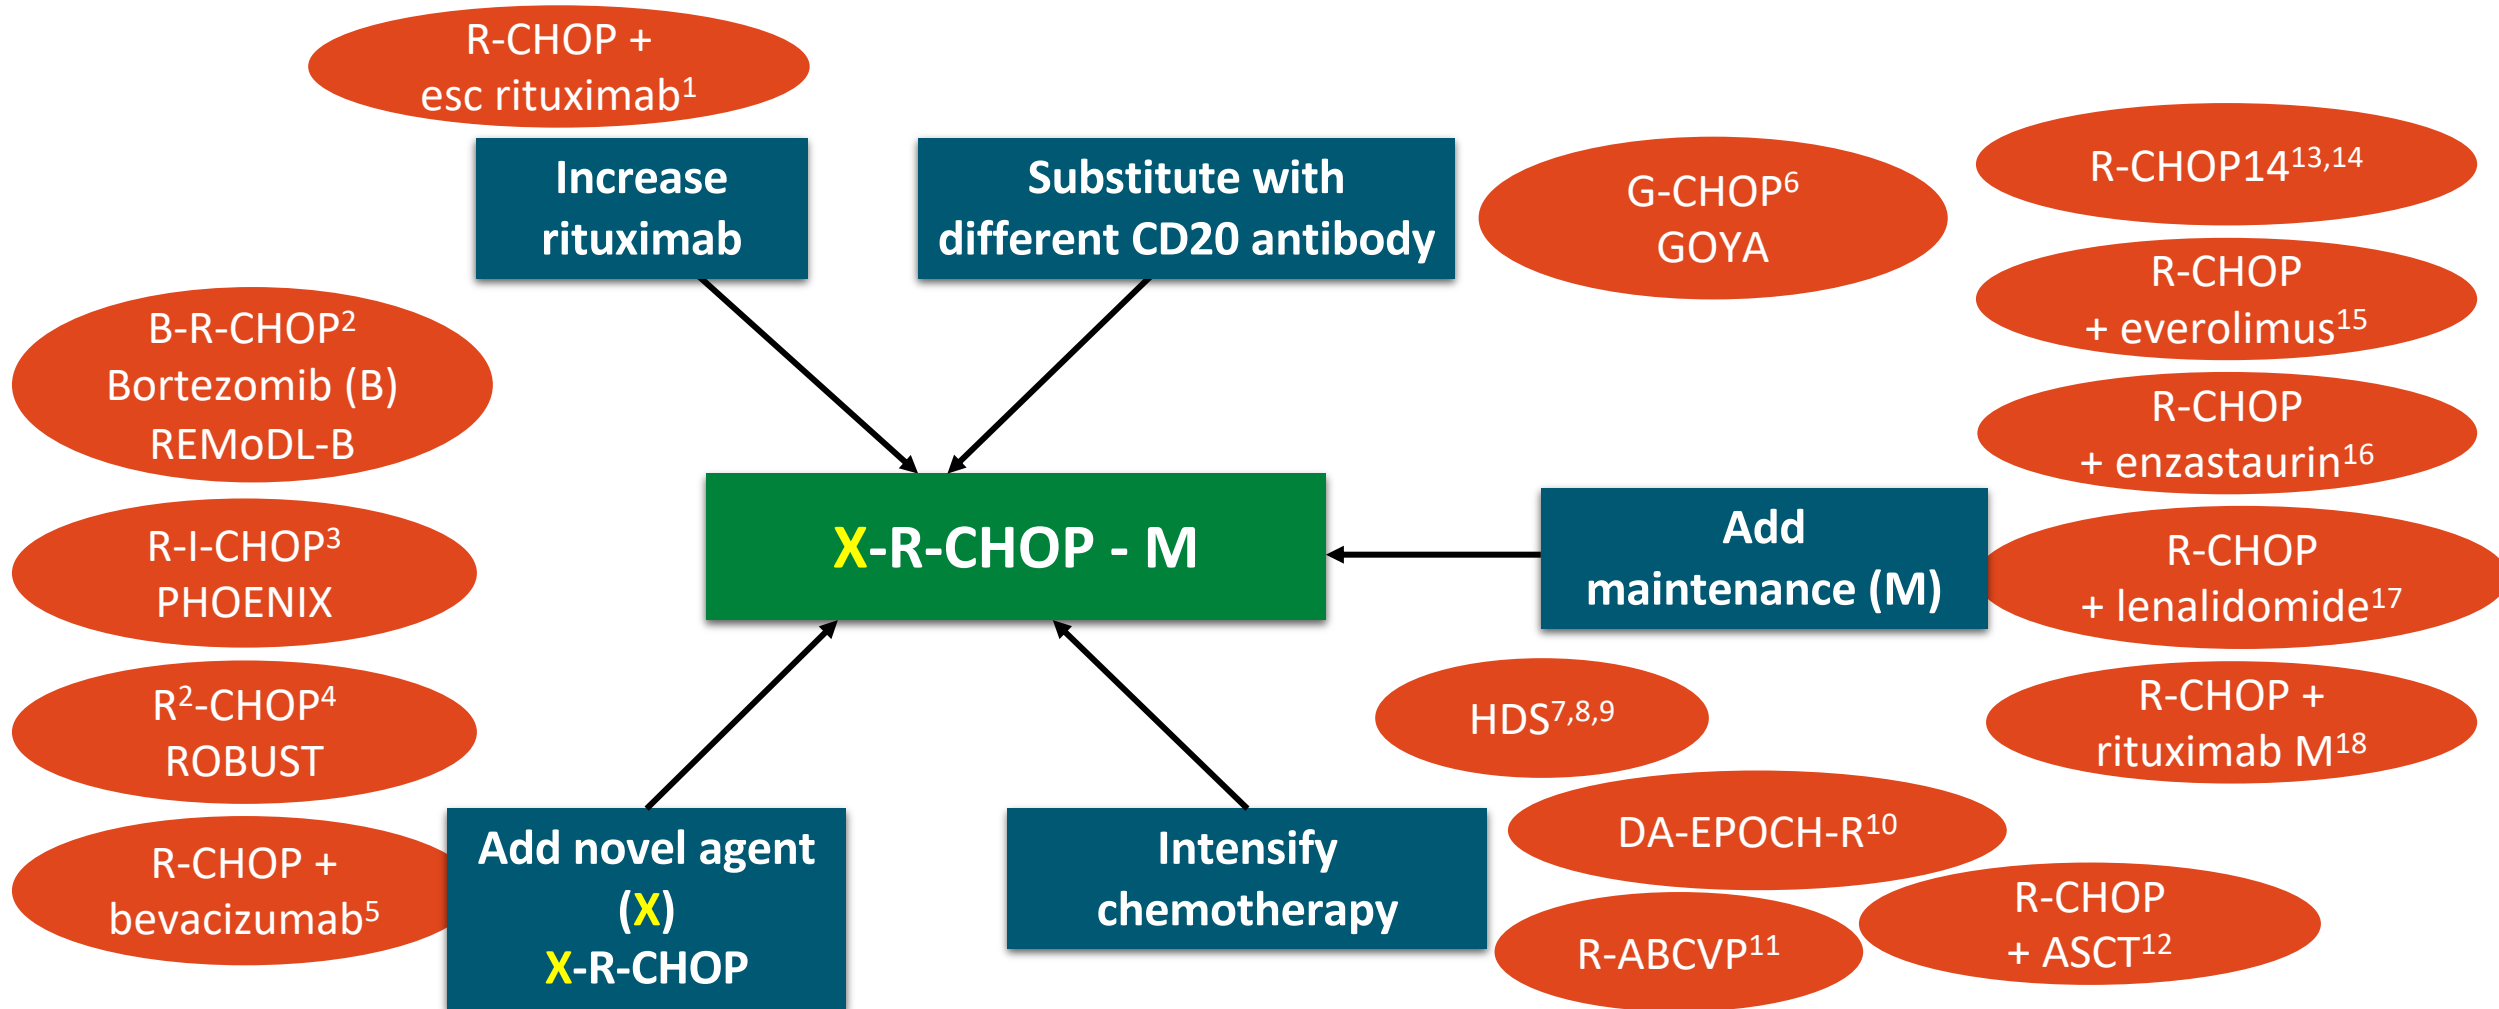 R-CHOP +
esc rituximab¹
Increase
rituximab
Substitute with
different CD20 antibody
G-CHOP⁶
GOYA
R-CHOP14¹³,¹⁴
R-CHOP
+ everolimus¹⁵
R-CHOP
+ enzastaurin¹⁶
R-CHOP
+ lenalidomide¹⁷
R-CHOP +
rituximab M¹⁸
B-R-CHOP²
Bortezomib (B)
REMoDL-B
R-I-CHOP³
PHOENIX
R²-CHOP⁴
ROBUST
R-CHOP +
bevacizumab⁵
X-R-CHOP - M
Add
maintenance (M)
Add novel agent
(X)
X-R-CHOP
Intensify
chemotherapy
HDS⁷,⁸,⁹
DA-EPOCH-R¹⁰
R-ABCVP¹¹
R-CHOP
+ ASCT¹²